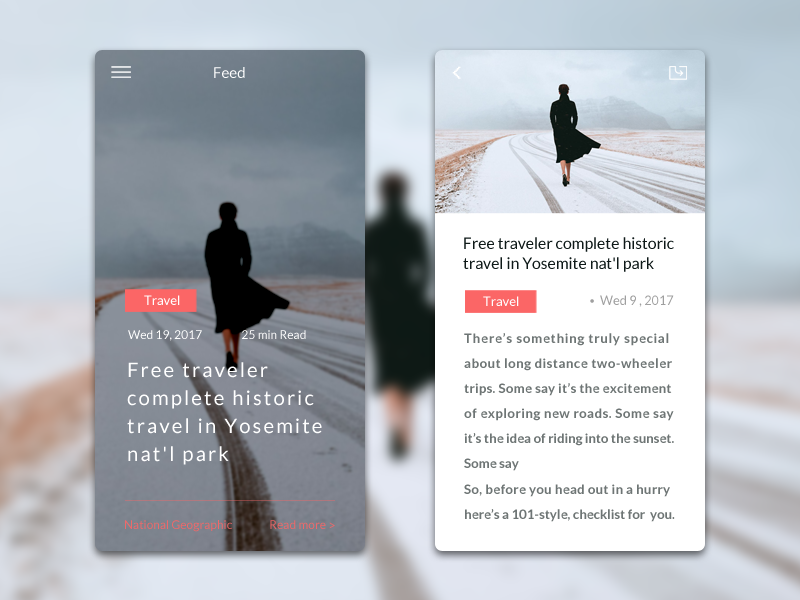 Feed
Travel
Wed 19, 2017 25 min Read
Free traveler
complete historic
travel in Yosemite
nat'l park
National Geographic Read more >
Free traveler complete historic
travel in Yosemite nat'l park
Travel • Wed 9 , 2017
There's something truly special
about long distance two-wheeler
trips. Some say it's the excitement
of exploring new roads. Some say
it's the idea of riding into the sunset.
Some say
So, before you head out in a hurry
here's a 101-style, checklist for you.